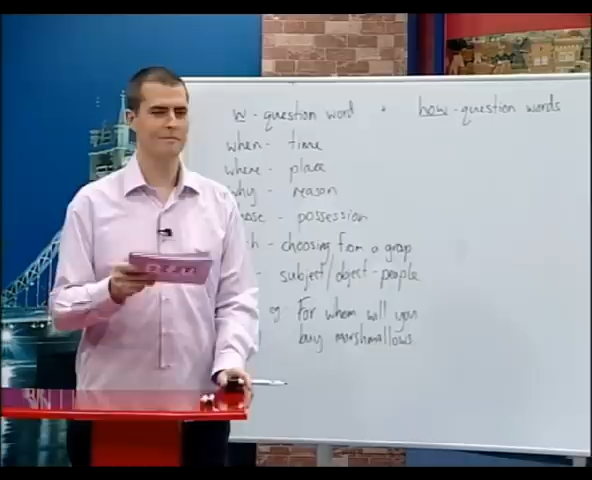 w - question word + how - question words
when - time
where - place
why - reason
- possession
- choosing from a grop
subject/object - people
eg. For whom will you
buy marshmallows